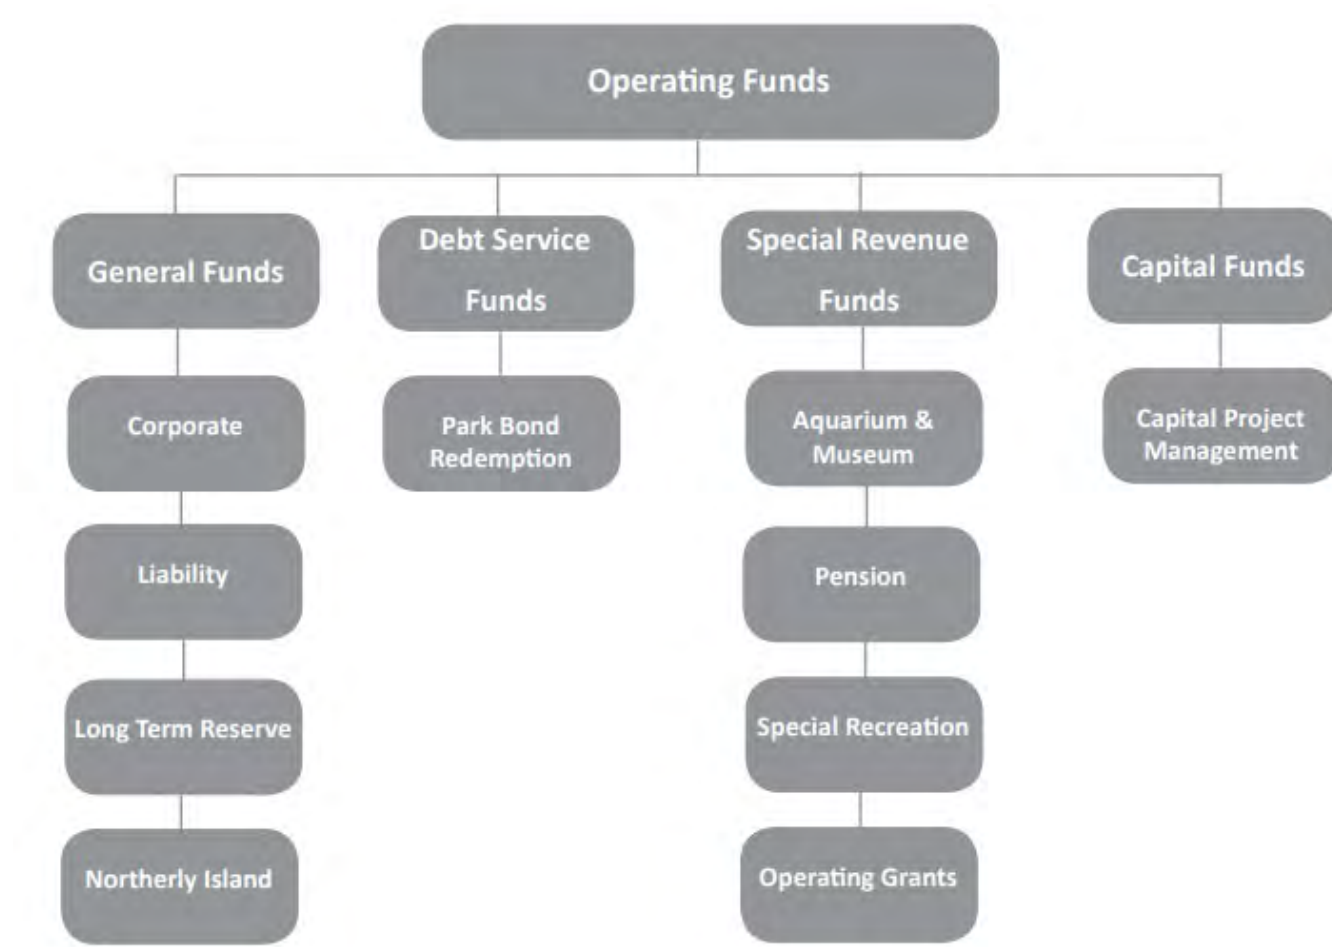 Operating Funds
General Funds
Debt Service
Funds
Special Revenue
Funds
Capital Funds
Corporate
Park Bond
Redemption
Aquarium &
Museum
Capital Project
Management
Liability
Pension
Long Term Reserve
Special Recreation
Northerly Island
Operating Grants